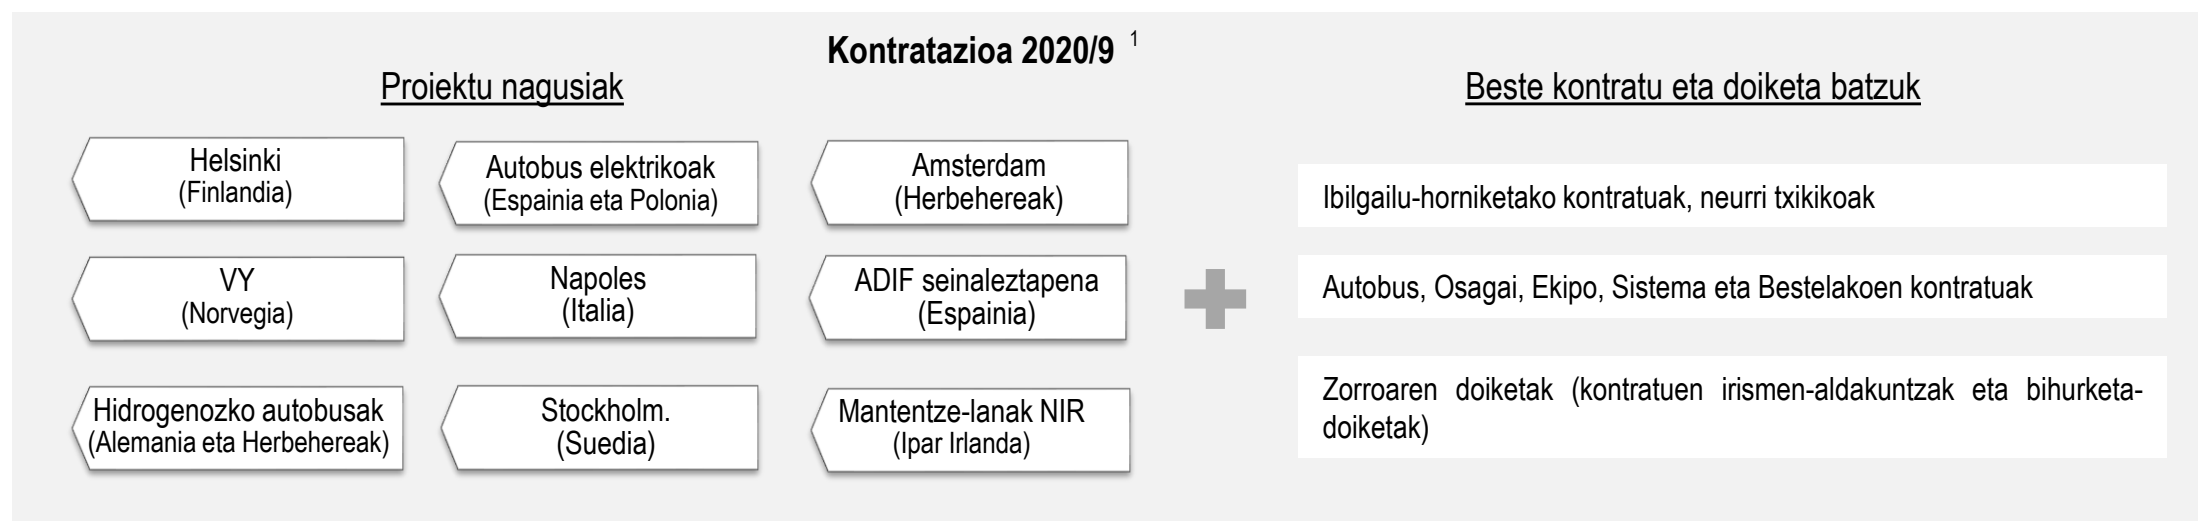 Kontratazioa 2020/9 1
Proiektu nagusiak
Helsinki
(Finlandia)
Autobus elektrikoak
(Espainia eta Polonia)
Amsterdam
(Herbehereak)
VY
(Norvegia)
Napoles
(Italia)
ADIF seinaleztapena
(Espainia)
Hidrogenozko autobusak
(Alemania eta Herbehereak)
Stockholm.
(Suedia)
Mantentze-lanak NIR
(Ipar Irlanda)
Beste kontratu eta doiketa batzuk
Ibilgailu-horniketako kontratuak, neurri txikikoak
Autobus, Osagai, Ekipo, Sistema eta Bestelakoen kontratuak
Zorroaren doiketak (kontratuen irismen-aldakuntzak eta bihurketa-
doiketak)